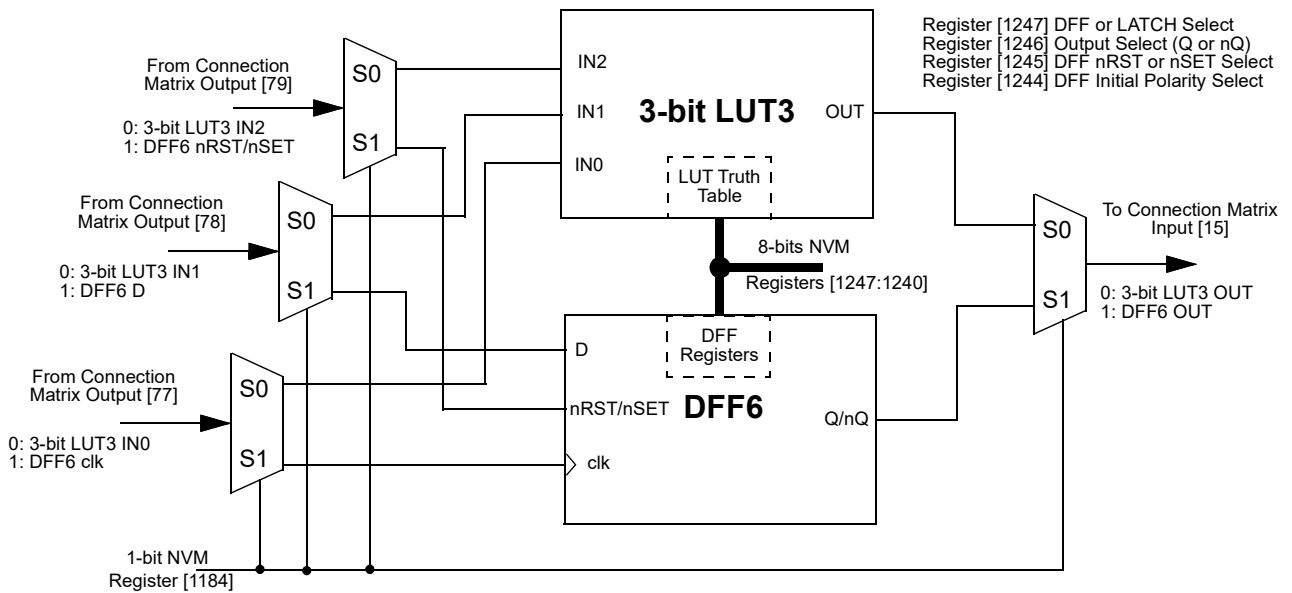 Register [1247] DFF or LATCH Select
Register [1246] Output Select (Q or nQ)
Register [1245] DFF nRST or nSET Select
Register [1244] DFF Initial Polarity Select
From Connection
Matrix Output [79]
0: 3-bit LUT3 IN2
1: DFF6 nRST/nSET
S0
S1
IN2
IN1
IN0
3-bit LUT3
OUT
LUT Truth
Table
From Connection
Matrix Output [78]
0: 3-bit LUT3 IN1
1: DFF6 D
S0
S1
8-bits NVM
Registers [1247:1240]
S0
S1
To Connection Matrix
Input [15]
0: 3-bit LUT3 OUT
1: DFF6 OUT
From Connection
Matrix Output [77]
0: 3-bit LUT3 IN0
1: DFF6 clk
S0
S1
D
nRST/nSET
clk
DFF
Registers
DFF6
Q/nQ
1-bit NVM
Register [1184]